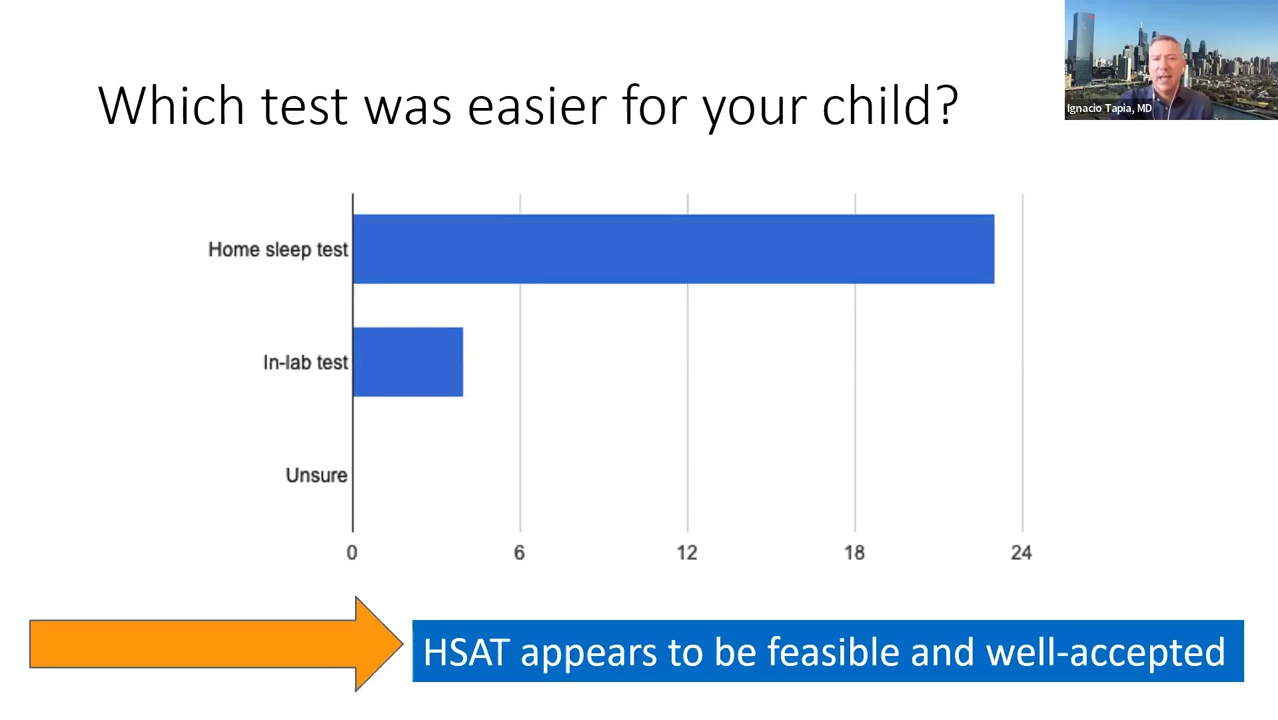 Ignacio Tapia, MD
Which test was easier for your child?
Home sleep test
In-lab test
Unsure
0 6 12 18 24
HSAT appears to be feasible and well-accepted